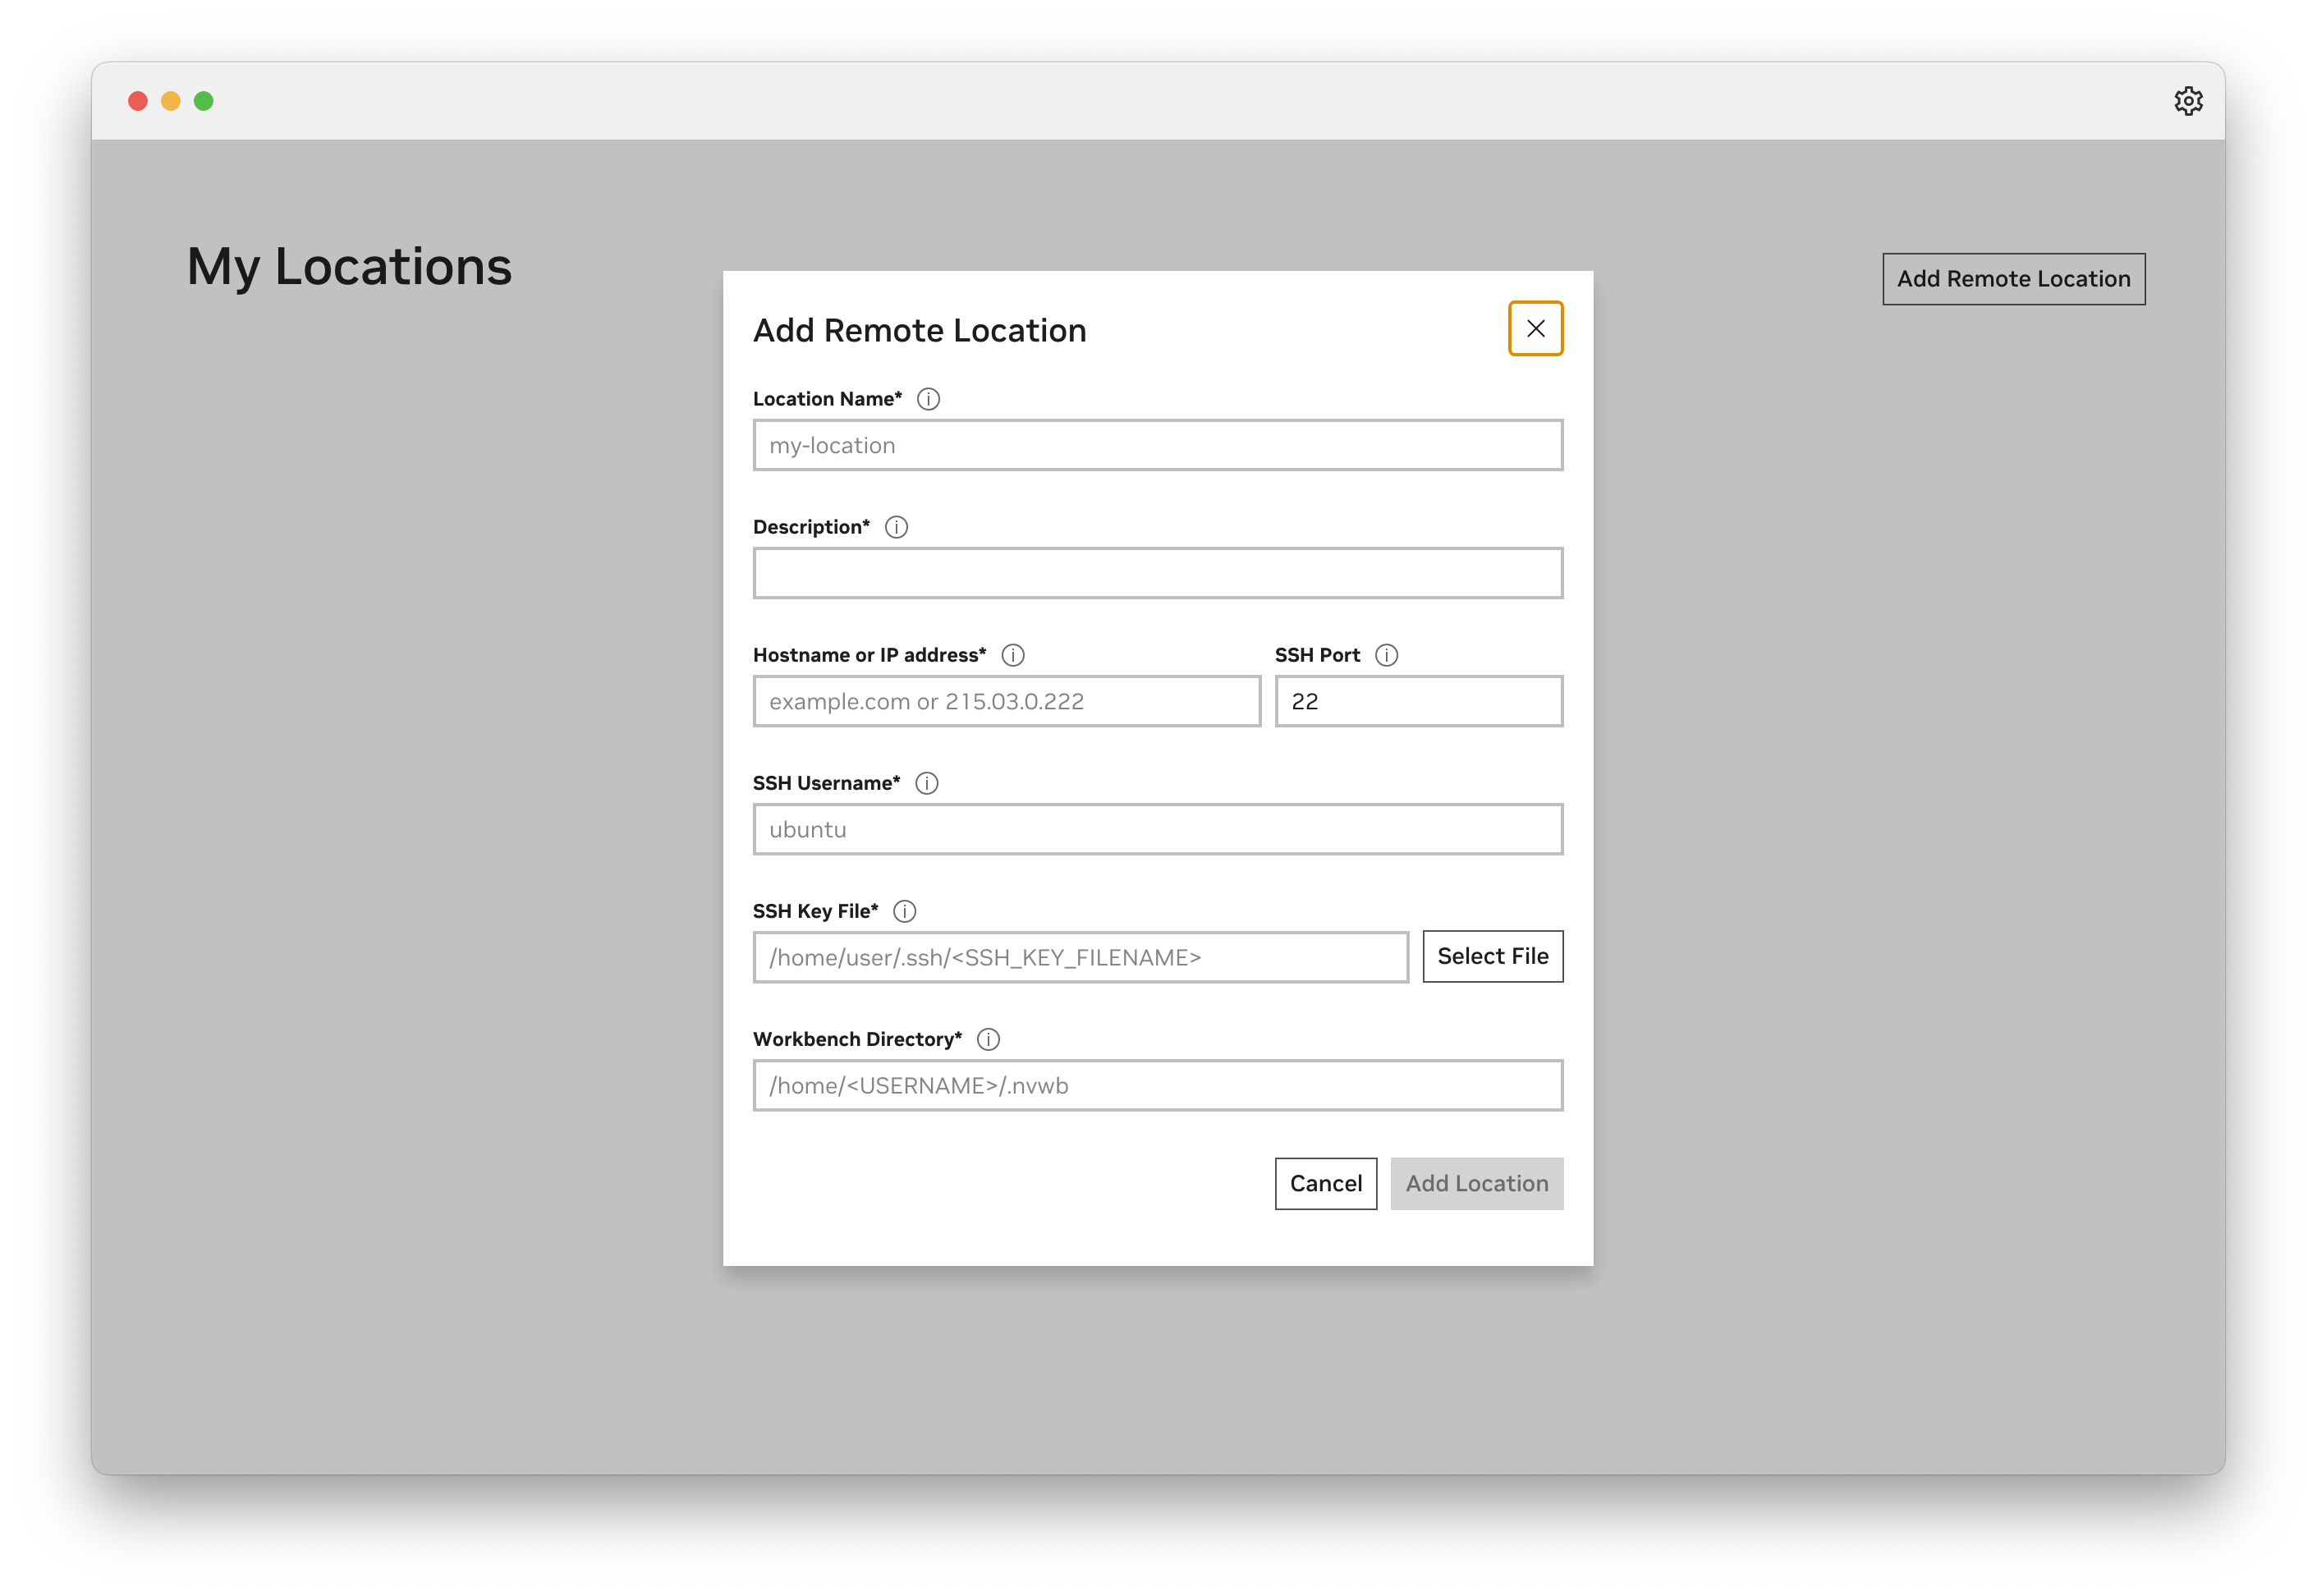 My Locations
Add Remote Location
Add Remote Location
Location Name*
my-location
Description*
Hostname or IP address* SSH Port
example.com or 215.03.0.222 22
SSH Username*
ubuntu
SSH Key File*
/home/user/.ssh/<SSH_KEY_FILENAME> Select File
Workbench Directory*
/home/<USERNAME>/.nvwb
Cancel Add Location